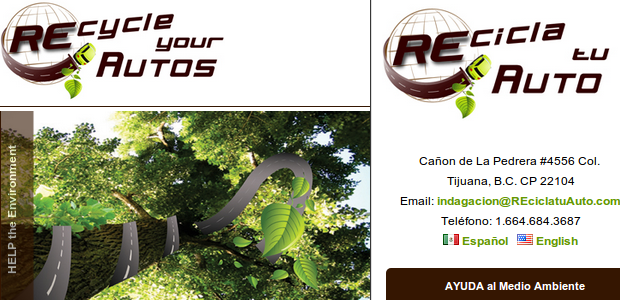 REcycle
your
Autos
HELP the Environment
REcicla
tu
Auto
Cañon de La Pedrera #4556 Col.
Tijuana, B.C. CP 22104
Email: indagacion@REciclatuAuto.com
Teléfono: 1.664.684.3687
Español English
AYUDA al Medio Ambiente